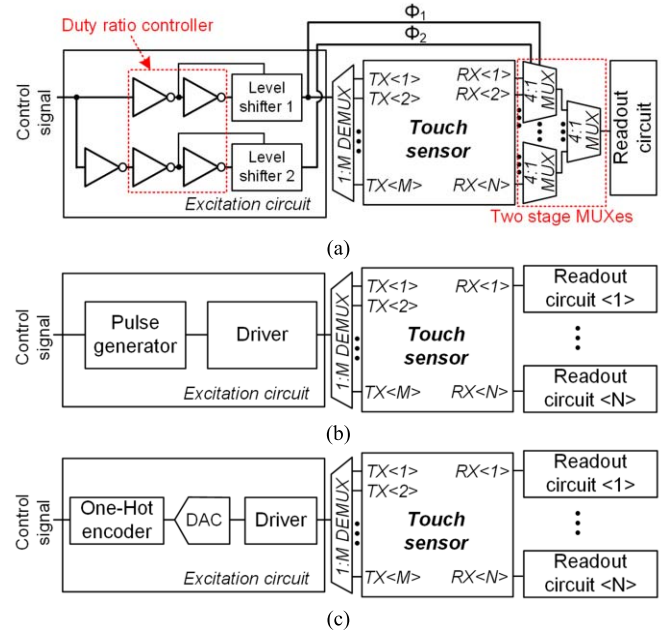 Duty ratio controller
Φ1
Φ2
Control signal
Level shifter 1
Level shifter 2
Excitation circuit
1:M DEMUX
TX<1>
TX<2>
TX<M>
Touch sensor
RX<1>
RX<2>
RX<N>
4:1 MUX
4:1 MUX
4:1 MUX
Readout circuit
Two stage MUXes
(a)
Control signal
Pulse generator
Driver
Excitation circuit
1:M DEMUX
TX<1>
TX<2>
TX<M>
Touch sensor
RX<1>
RX<N>
Readout circuit <1>
Readout circuit <N>
(b)
Control signal
One-Hot encoder
DAC
Driver
Excitation circuit
1:M DEMUX
TX<1>
TX<2>
TX<M>
Touch sensor
RX<1>
RX<N>
Readout circuit <1>
Readout circuit <N>
(c)